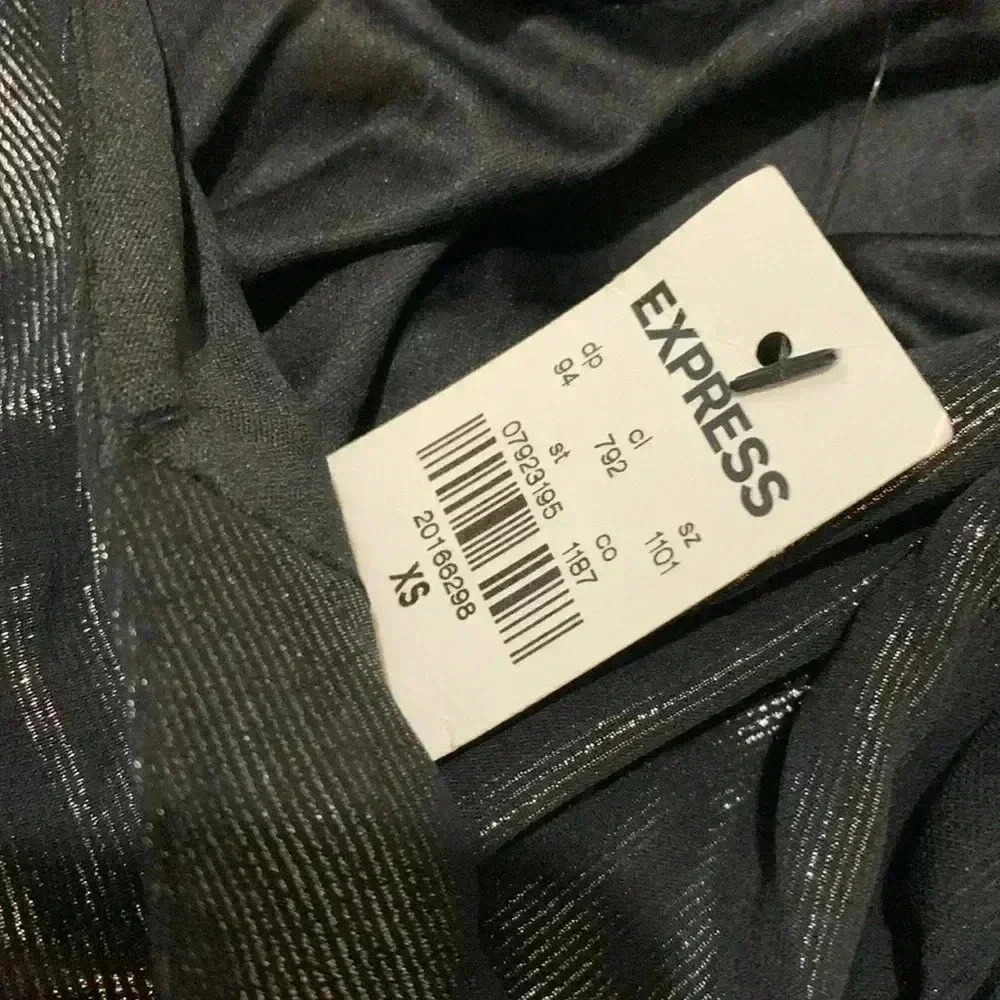 EXPRESS
dp cl sz
94 792 1101
st co
07923195 1187
20166298
XS